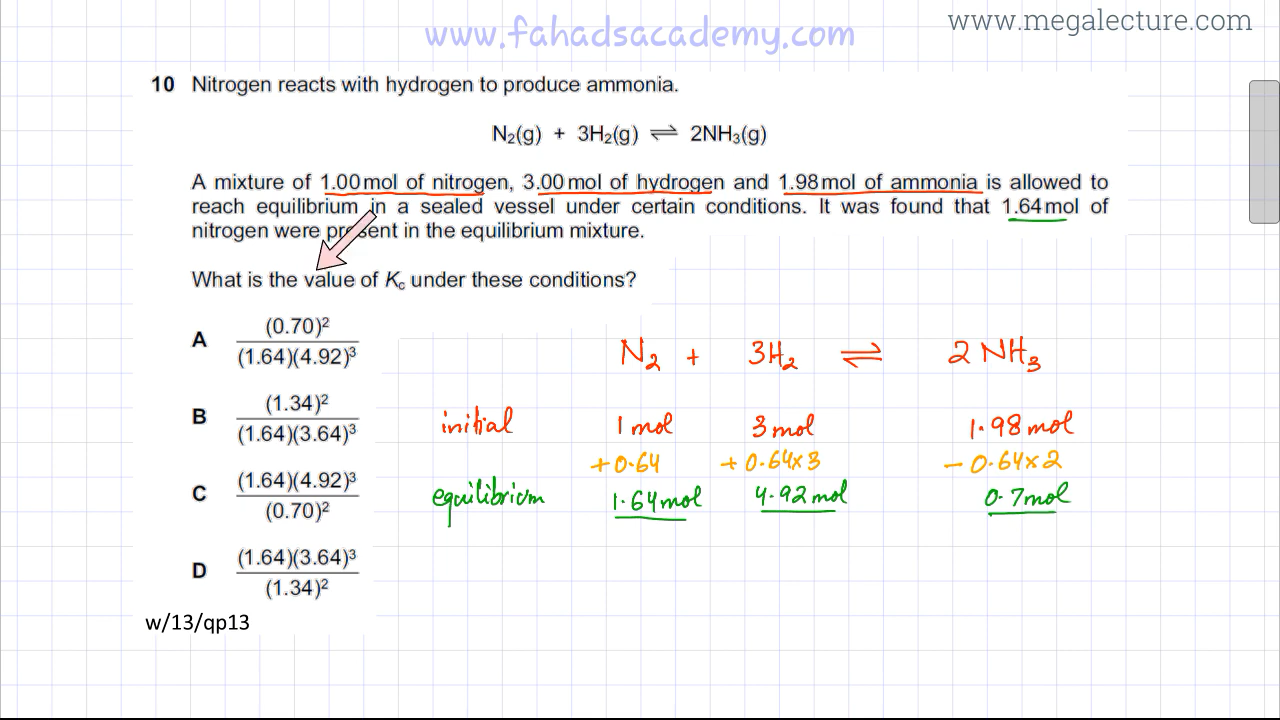 www.fahadsacademy.com
www.megalecture.com
10 Nitrogen reacts with hydrogen to produce ammonia.
N₂(g) + 3H₂(g) ⇌ 2NH₃(g)
A mixture of 1.00 mol of nitrogen, 3.00 mol of hydrogen and 1.98 mol of ammonia is allowed to
reach equilibrium in a sealed vessel under certain conditions. It was found that 1.64 mol of
nitrogen were present in the equilibrium mixture.
What is the value of Kc under these conditions?
A (0.70)² / (1.64)(4.92)³
B (1.34)² / (1.64)(3.64)³
C (1.64)(4.92)³ / (0.70)²
D (1.64)(3.64)³ / (1.34)²
w/13/qp13
N₂ + 3H₂ ⇌ 2 NH₃
initial 1 mol 3 mol 1.98 mol
+0.64 +0.64×3 -0.64×2
equilibrium 1.64 mol 4.92 mol 0.7 mol